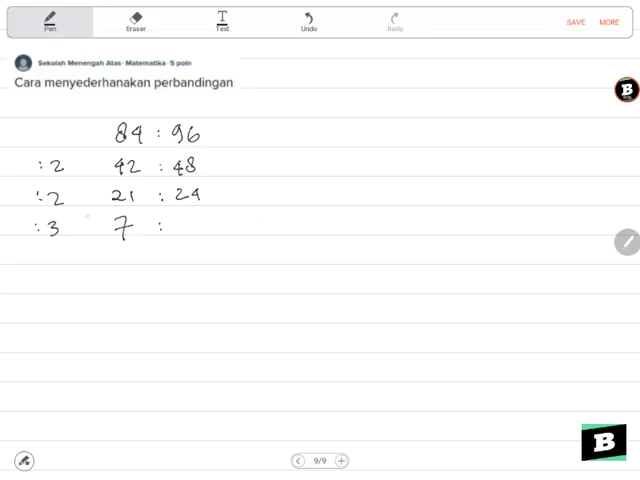 Pen
Eraser
Text
Undo
Redo
SAVE
MORE
Sekolah Menengah Atas · Matematika · 5 poin
Cara menyederhanakan perbandingan
84 : 96
: 2 42 : 48
: 2 21 : 24
: 3 7 :
9/9
B
B